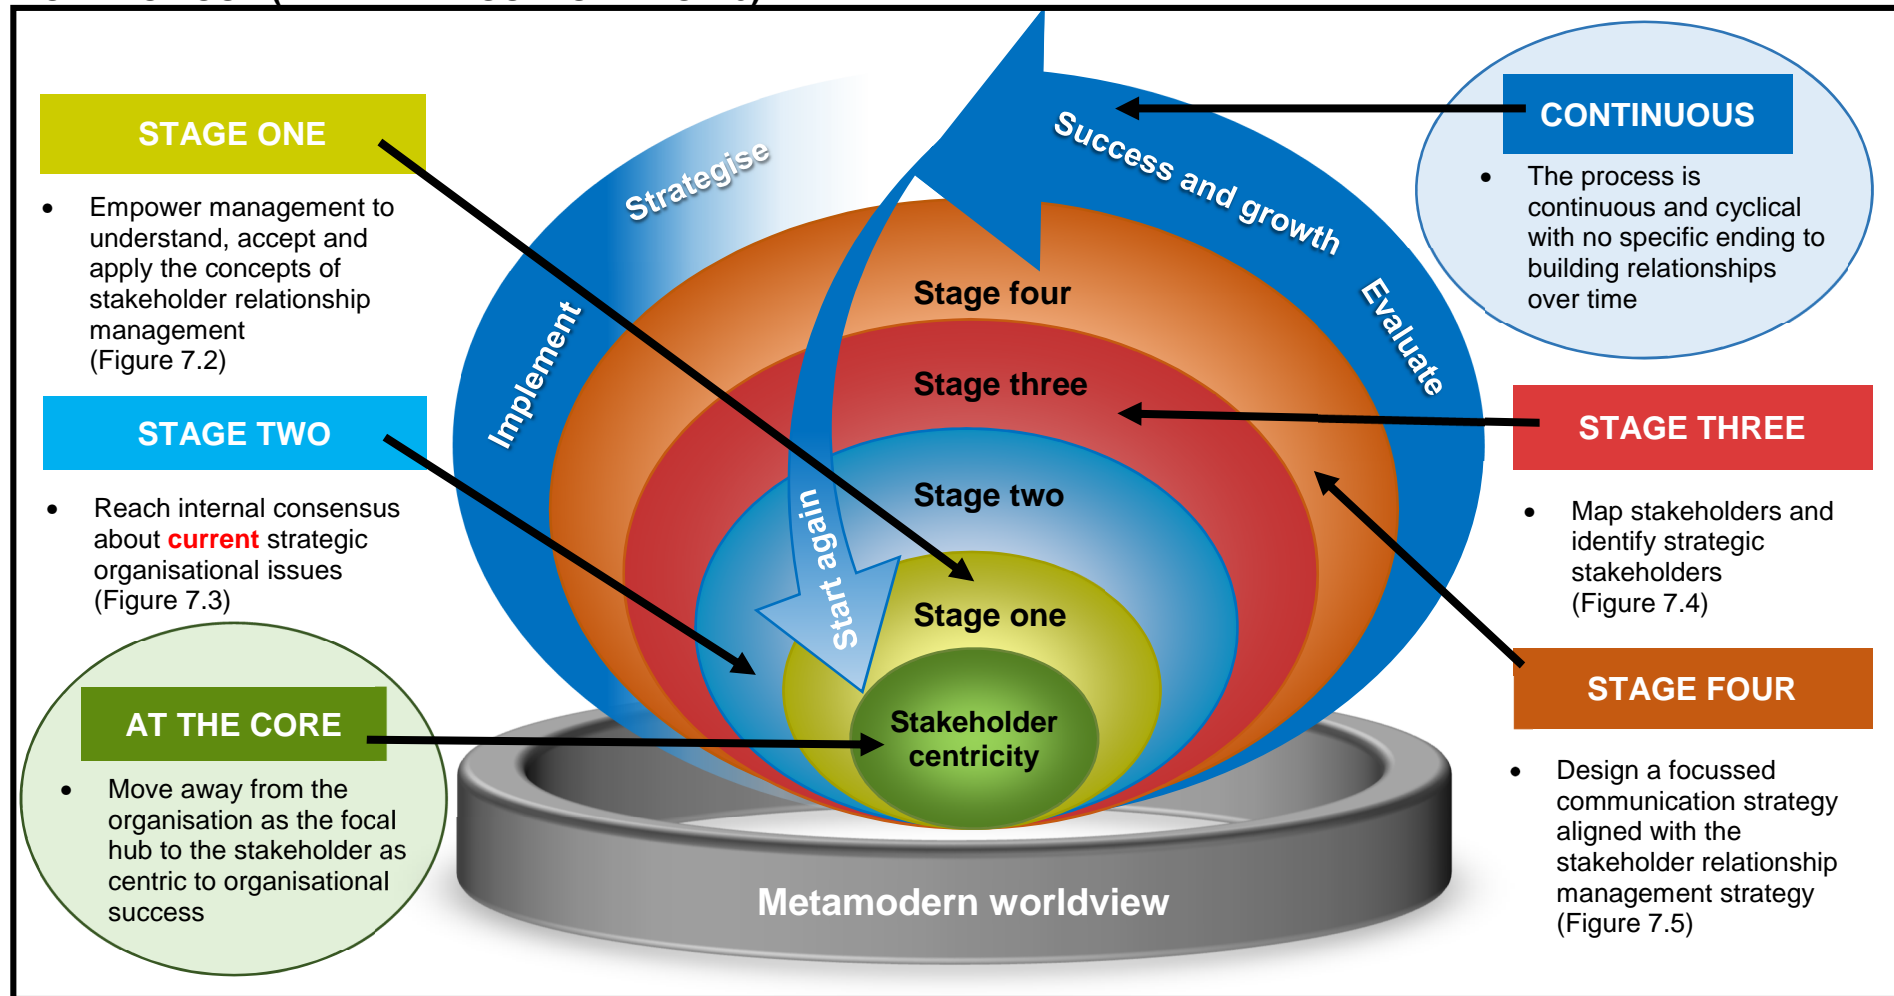 STAGE ONE
• Empower management to
understand, accept and
apply the concepts of
stakeholder relationship
management
(Figure 7.2)
STAGE TWO
• Reach internal consensus
about current strategic
organisational issues
(Figure 7.3)
AT THE CORE
• Move away from the
organisation as the focal
hub to the stakeholder as
centric to organisational
success
Strategise
Implement
Success and growth
Evaluate
Start again
Stage four
Stage three
Stage two
Stage one
Stakeholder
centricity
Metamodern worldview
CONTINUOUS
• The process is
continuous and cyclical
with no specific ending to
building relationships
over time
STAGE THREE
• Map stakeholders and
identify strategic
stakeholders
(Figure 7.4)
STAGE FOUR
• Design a focussed
communication strategy
aligned with the
stakeholder relationship
management strategy
(Figure 7.5)